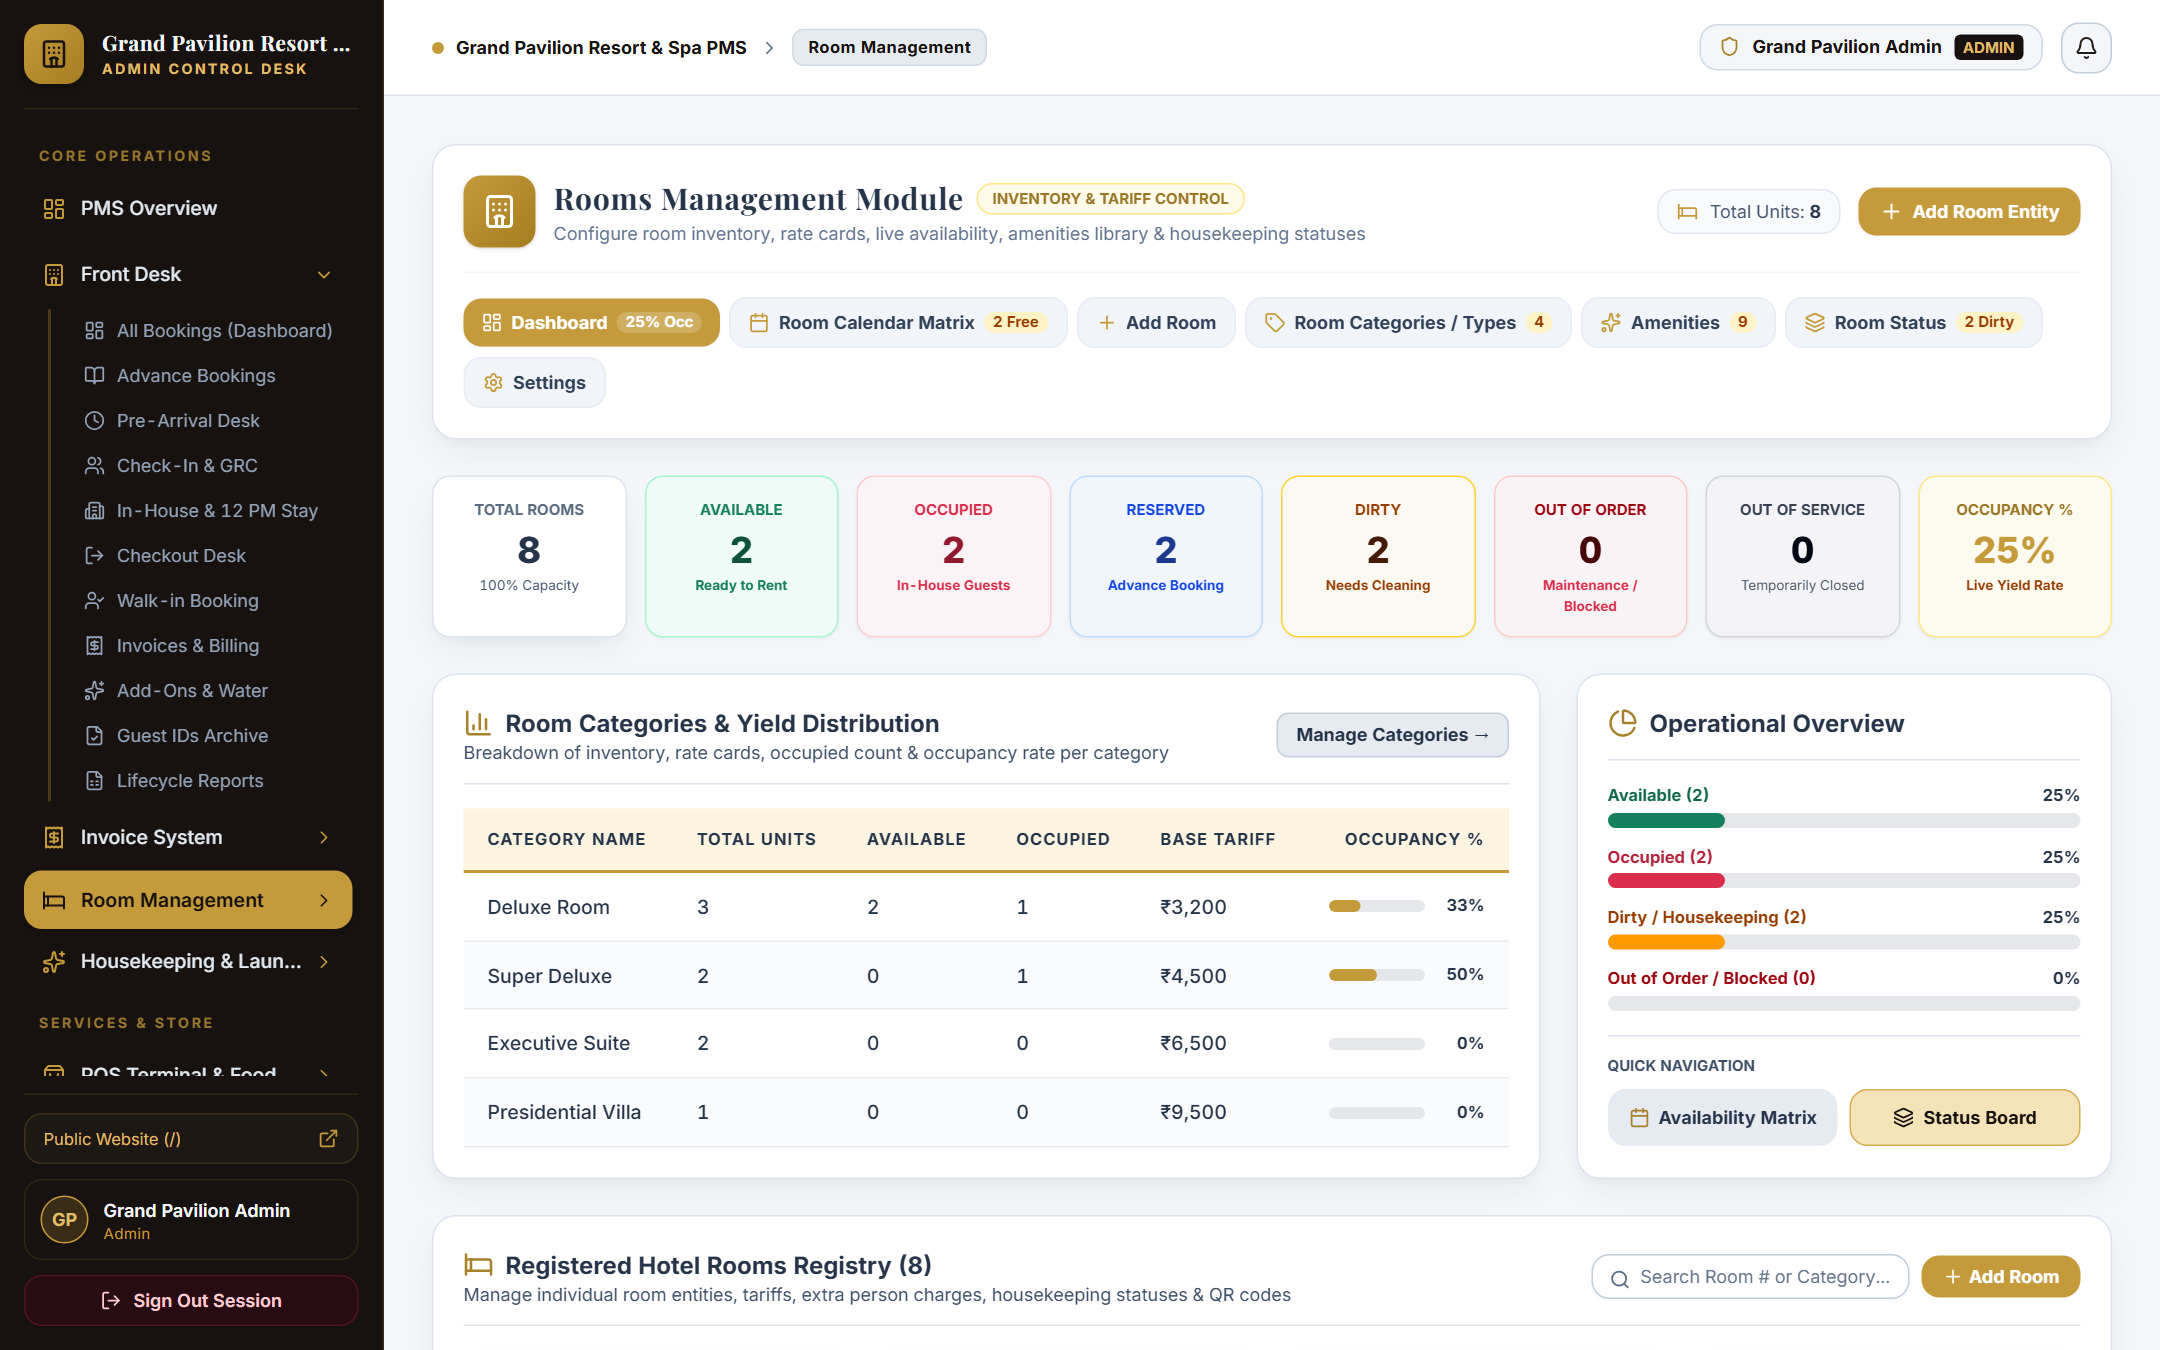 Grand Pavilion Resort ...
ADMIN CONTROL DESK
CORE OPERATIONS
PMS Overview
Front Desk
All Bookings (Dashboard)
Advance Bookings
Pre-Arrival Desk
Check-In & GRC
In-House & 12 PM Stay
Checkout Desk
Walk-in Booking
Invoices & Billing
Add-Ons & Water
Guest IDs Archive
Lifecycle Reports
Invoice System
Room Management
Housekeeping & Laun...
SERVICES & STORE
POS Terminal & Food
Public Website (/)
GP
Grand Pavilion Admin
Admin
Sign Out Session
Grand Pavilion Resort & Spa PMS
Room Management
Grand Pavilion Admin ADMIN
Rooms Management Module INVENTORY & TARIFF CONTROL
Configure room inventory, rate cards, live availability, amenities library & housekeeping statuses
Total Units: 8
Add Room Entity
Dashboard 25% Occ
Room Calendar Matrix 2 Free
Add Room
Room Categories / Types 4
Amenities 9
Room Status 2 Dirty
Settings
TOTAL ROOMS
8
100% Capacity
AVAILABLE
2
Ready to Rent
OCCUPIED
2
In-House Guests
RESERVED
2
Advance Booking
DIRTY
2
Needs Cleaning
OUT OF ORDER
0
Maintenance /
Blocked
OUT OF SERVICE
0
Temporarily Closed
OCCUPANCY %
25%
Live Yield Rate
Room Categories & Yield Distribution
Breakdown of inventory, rate cards, occupied count & occupancy rate per category
Manage Categories →
CATEGORY NAME TOTAL UNITS AVAILABLE OCCUPIED BASE TARIFF OCCUPANCY %
Deluxe Room 3 2 1 ₹3,200 33%
Super Deluxe 2 0 1 ₹4,500 50%
Executive Suite 2 0 0 ₹6,500 0%
Presidential Villa 1 0 0 ₹9,500 0%
Operational Overview
Available (2) 25%
Occupied (2) 25%
Dirty / Housekeeping (2) 25%
Out of Order / Blocked (0) 0%
QUICK NAVIGATION
Availability Matrix
Status Board
Registered Hotel Rooms Registry (8)
Manage individual room entities, tariffs, extra person charges, housekeeping statuses & QR codes
Search Room # or Category...
Add Room